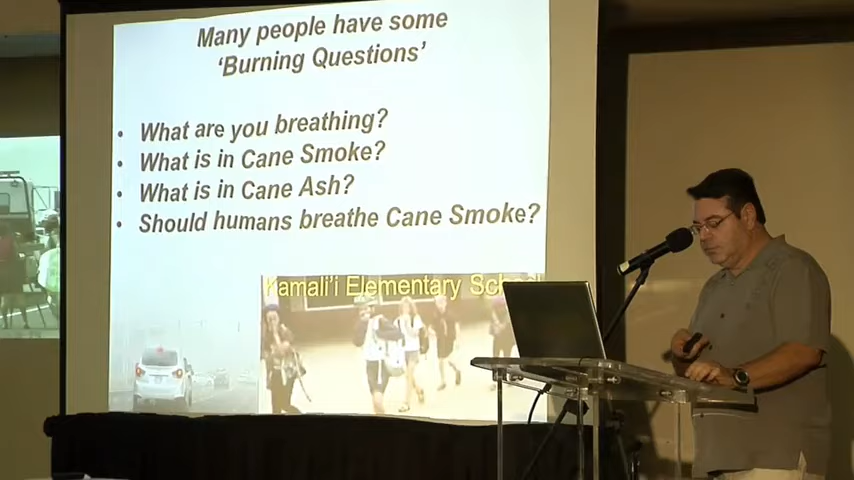 Many people have some
'Burning Questions'
• What are you breathing?
• What is in Cane Smoke?
• What is in Cane Ash?
• Should humans breathe Cane Smoke?
Kamali'i Elementary School